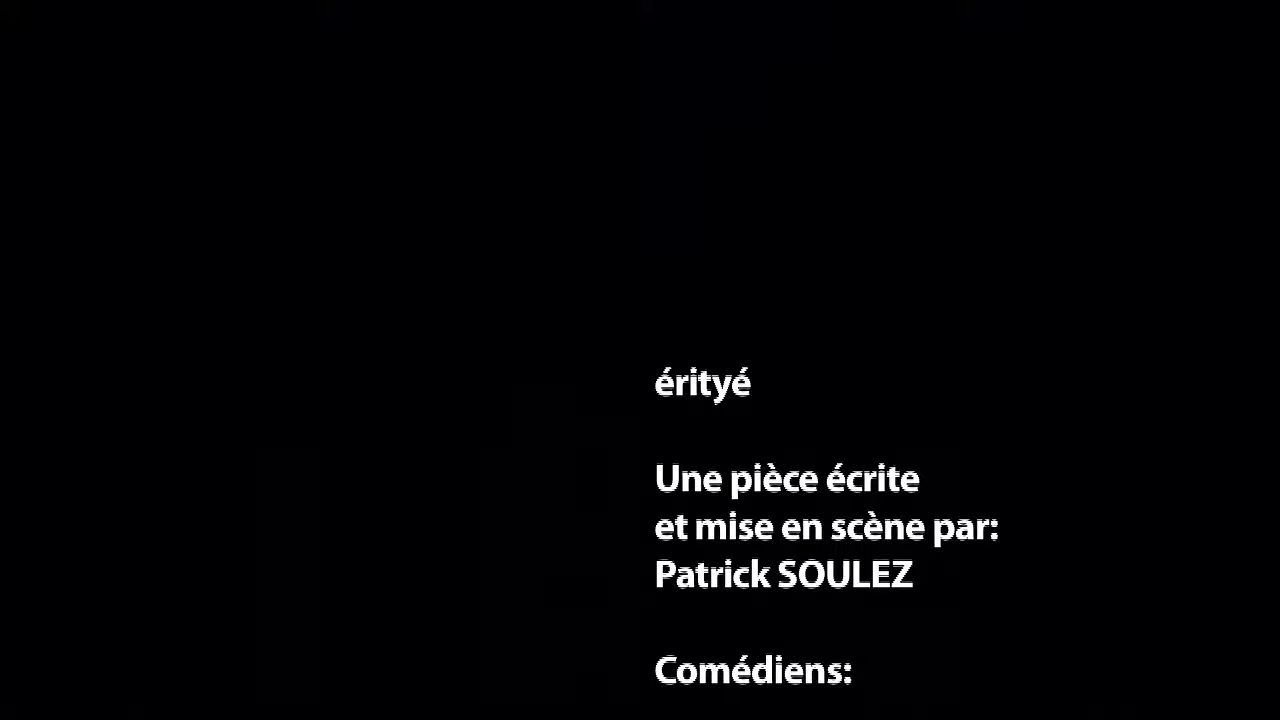 érityé
Une pièce écrite
et mise en scène par:
Patrick SOULEZ
Comédiens: